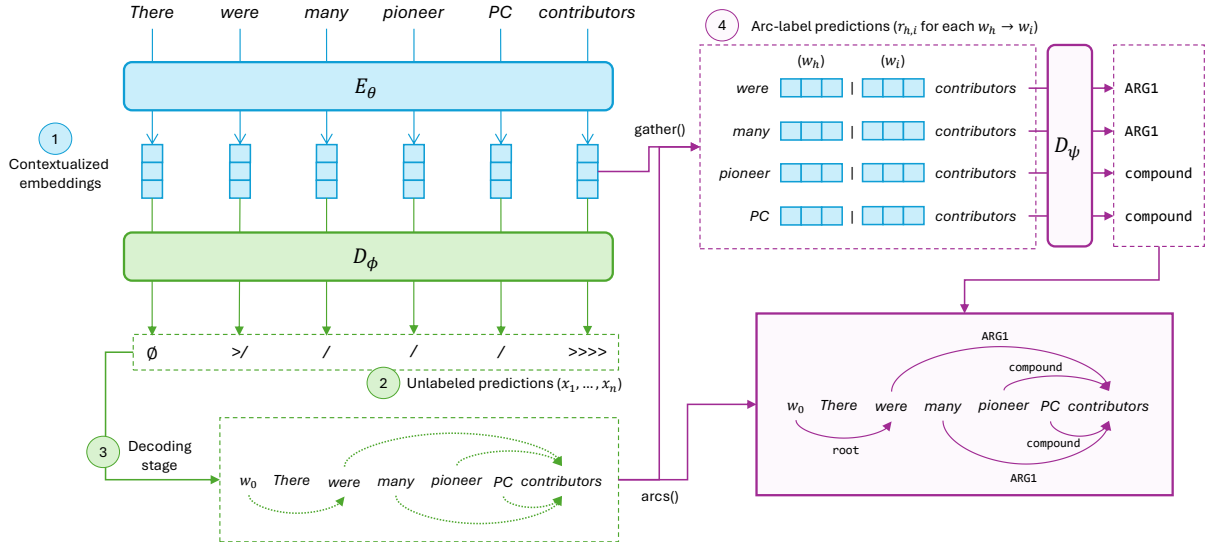 There were many pioneer PC contributors
E_θ
1
Contextualized
embeddings
gather()
D_ϕ
∅ >/ / / / >>>>
2 Unlabeled predictions (x_1, …, x_n)
3 Decoding
stage
w_0 There were many pioneer PC contributors
arcs()
4 Arc-label predictions (r_{h,i} for each w_h → w_i)
(w_h) (w_i)
were | contributors ARG1
many | contributors ARG1
D_ψ
pioneer | contributors compound
PC | contributors compound
ARG1
compound
w_0 There were many pioneer PC contributors
compound
root
ARG1